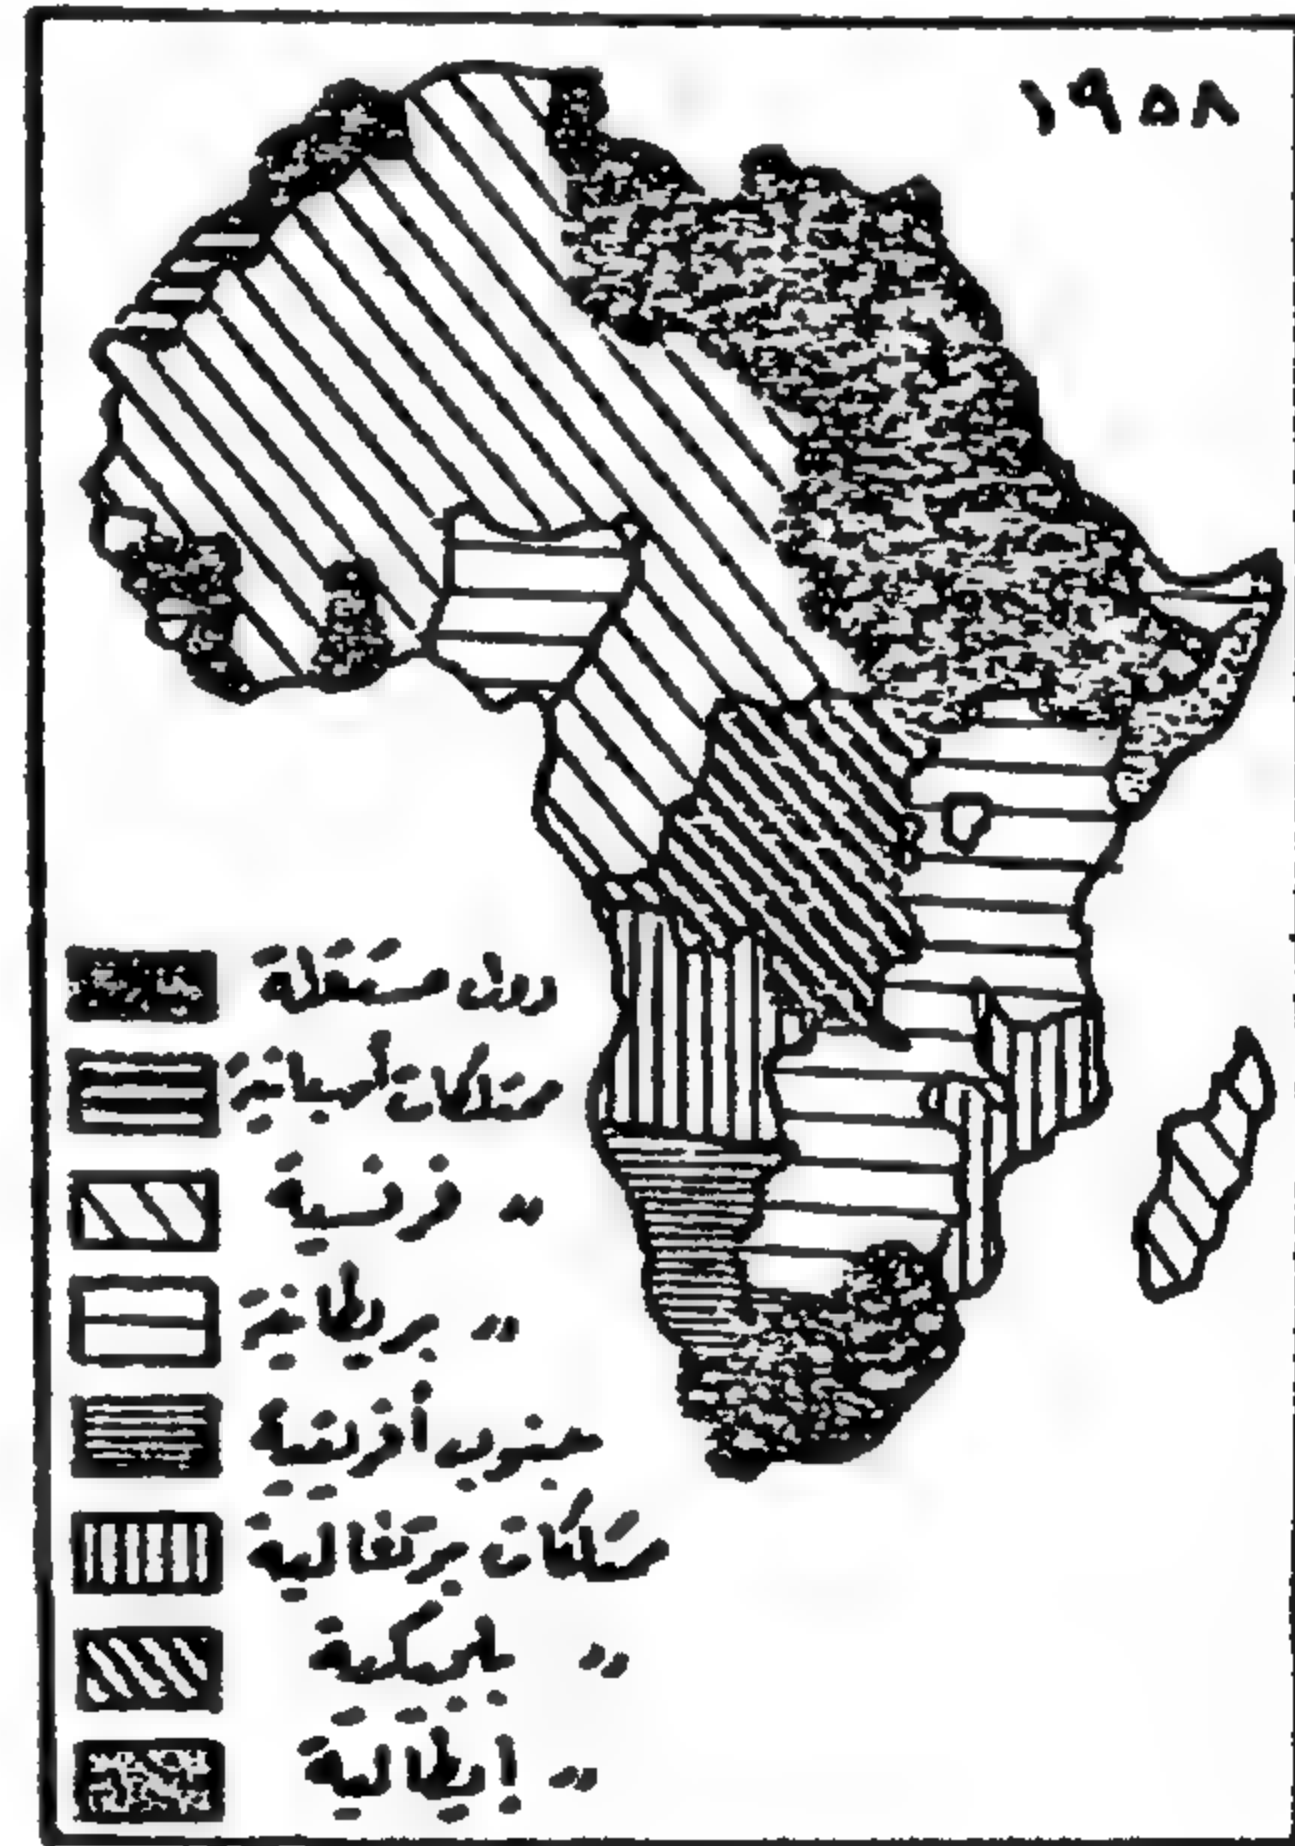 ١٩٥٨
دول مستقلة
ممتلكات أسبانية
〃 فرنسية
〃 بريطانية
جنوب أفريقية
ممتلكات برتغالية
〃 بلجيكية
〃 إيطالية